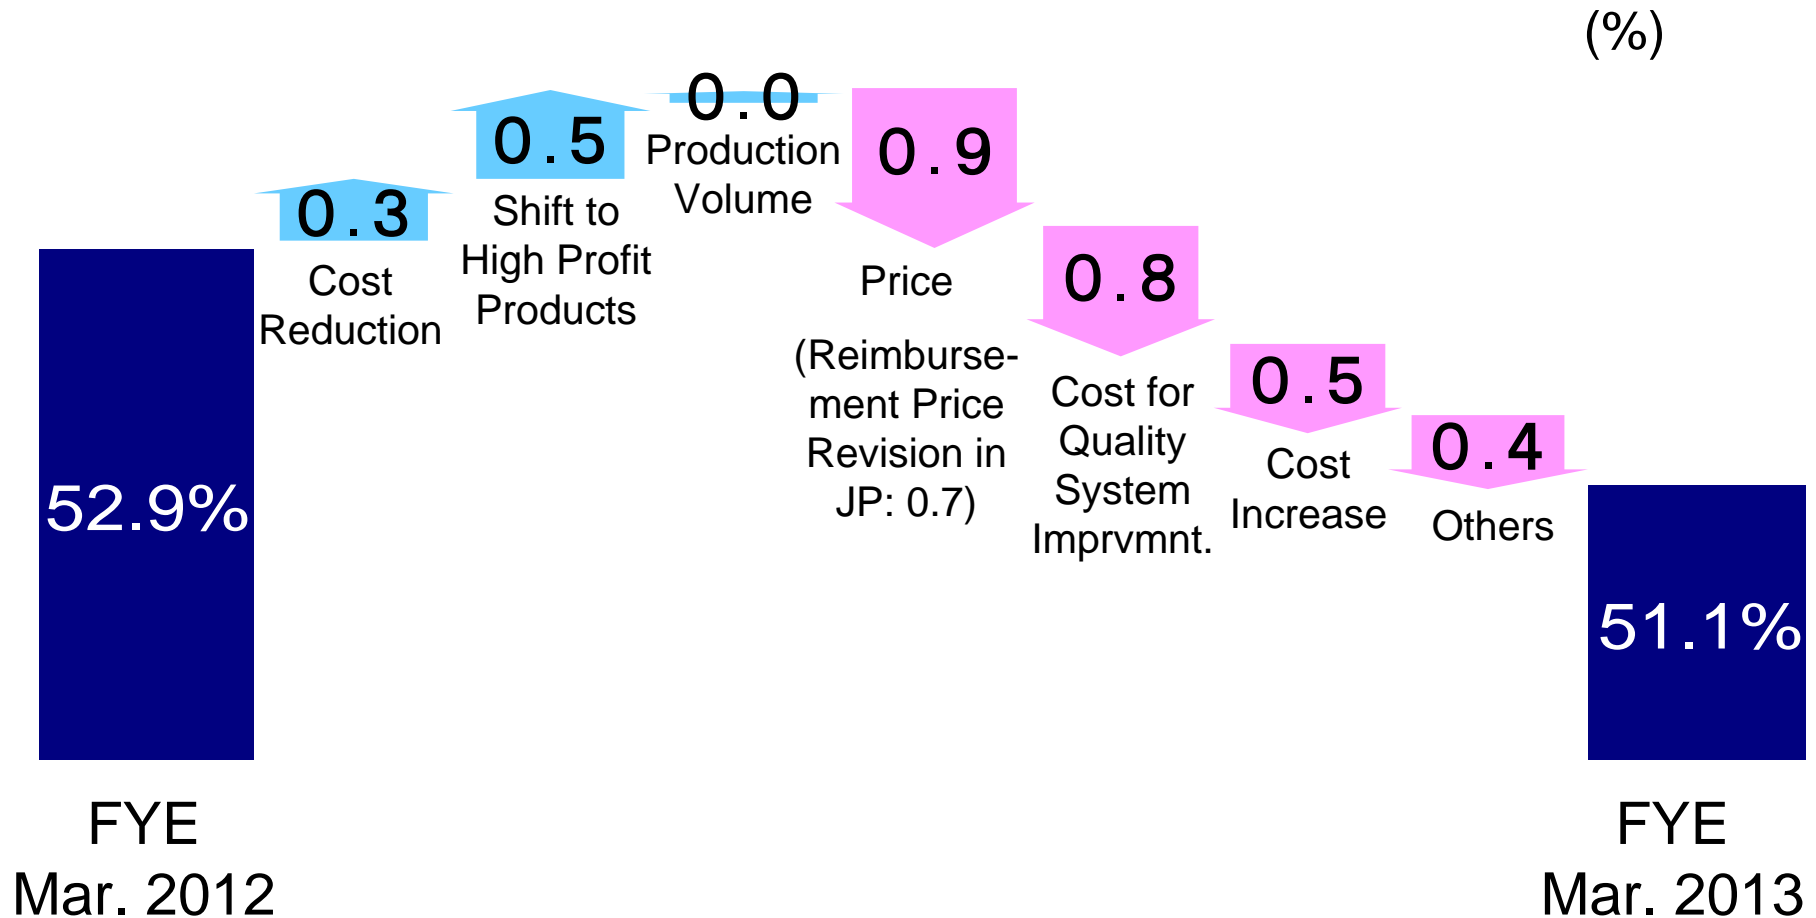 (%)
52.9%
FYE
Mar. 2012
0.3
Cost
Reduction
0.5
Shift to
High Profit
Products
0.0
Production
Volume
0.9
Price
(Reimburse-
ment Price
Revision in
JP: 0.7)
0.8
Cost for
Quality
System
Imprvmnt.
0.5
Cost
Increase
0.4
Others
51.1%
FYE
Mar. 2013